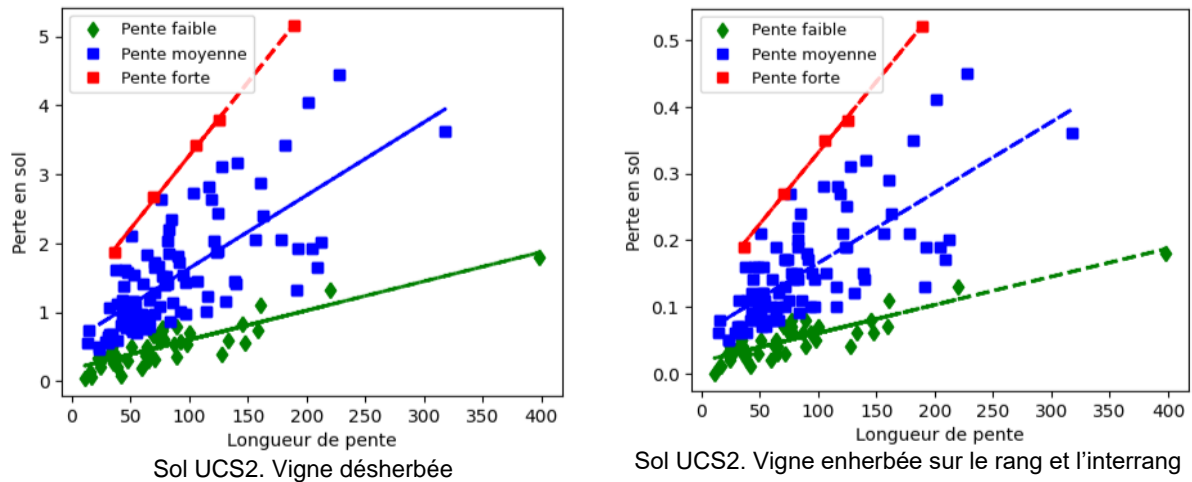 Pente faible
Pente moyenne
Pente forte
5
4
3
2
1
0
Perte en sol
0 50 100 150 200 250 300 350 400
Longueur de pente
Sol UCS2. Vigne désherbée
Pente faible
Pente moyenne
Pente forte
0.5
0.4
0.3
0.2
0.1
0.0
Perte en sol
0 50 100 150 200 250 300 350 400
Longueur de pente
Sol UCS2. Vigne enherbée sur le rang et l’interrang